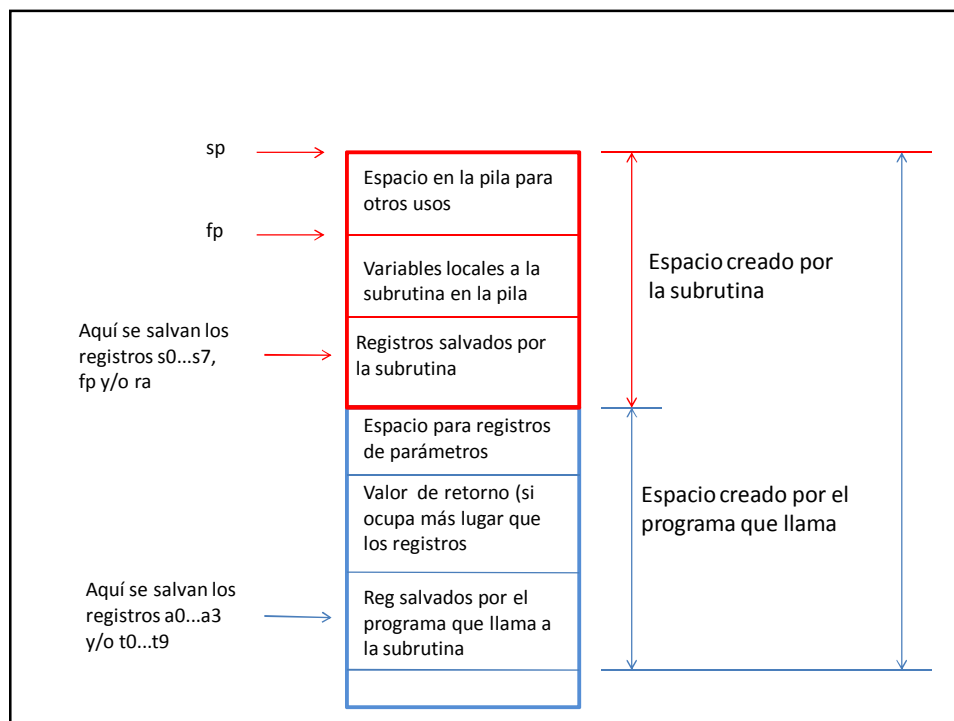 sp
Espacio en la pila para
otros usos
fp
Variables locales a la
subrutina en la pila
Espacio creado por
la subrutina
Aquí se salvan los
registros s0...s7,
fp y/o ra
Registros salvados por
la subrutina
Espacio para registros
de parámetros
Valor de retorno (si
ocupa más lugar que
los registros
Espacio creado por el
programa que llama
Aquí se salvan los
registros a0...a3
y/o t0...t9
Reg salvados por el
programa que llama a
la subrutina